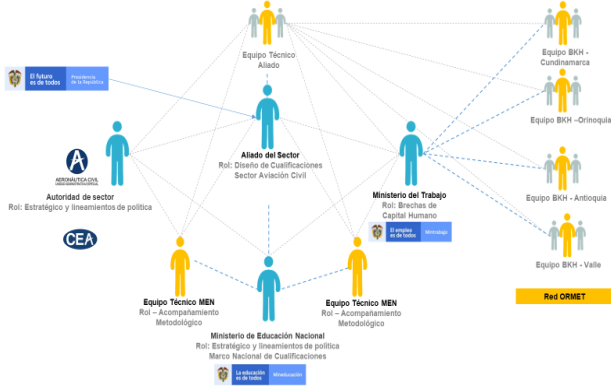 Equipo Técnico
Aliado
Equipo BKH -
Cundinamarca
El futuro
es de todos
Presidencia
de la República
Equipo BKH –Orinoquia
Aliado del Sector
Rol: Diseño de Cualificaciones
Sector Aviación Civil
AERONÁUTICA CIVIL
Autoridad de sector
Rol: Estratégico y lineamientos de política
CEA
Ministerio del Trabajo
Rol: Brechas de
Capital Humano
El empleo
es de todos
Mintrabajo
Equipo BKH - Antioquia
Equipo BKH - Valle
Equipo Técnico MEN
Rol – Acompañamiento
Metodológico
Equipo Técnico MEN
Rol – Acompañamiento
Metodológico
Red ORMET
Ministerio de Educación Nacional
Rol: Estratégico y lineamientos de política
Marco Nacional de Cualificaciones
La educación
es de todos
Mineducación